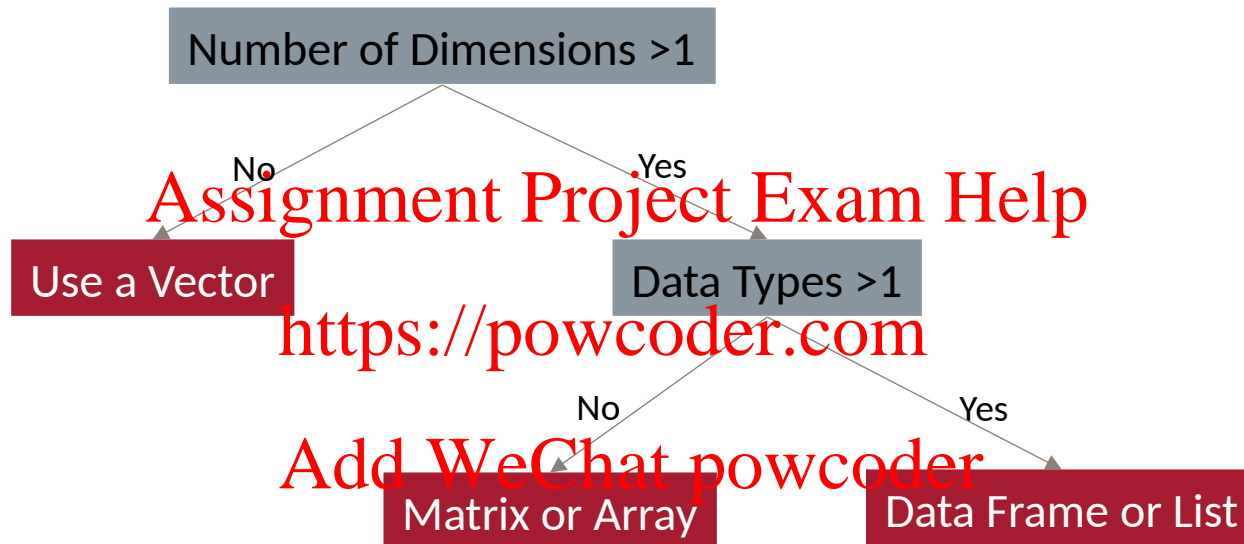 Number of Dimensions >1
No
Yes
Assignment Project Exam Help
Use a Vector
Data Types >1
https://powcoder.com
No
Yes
Add WeChat powcoder
Matrix or Array
Data Frame or List